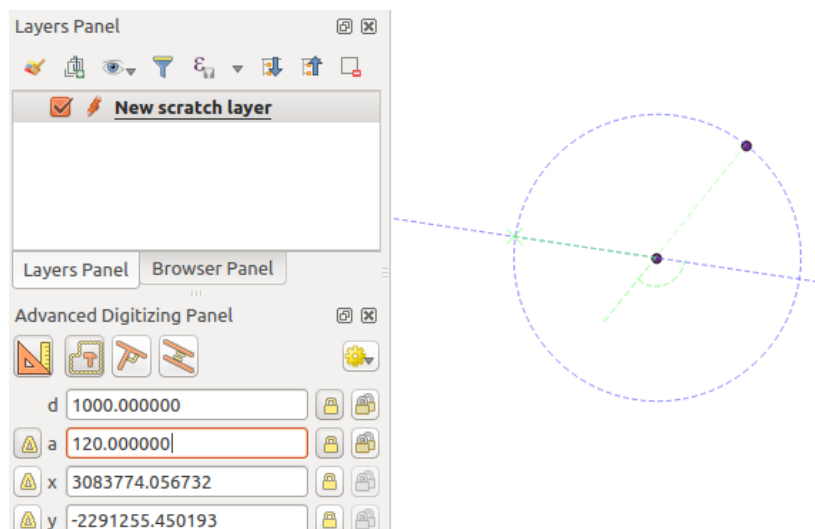 Layers Panel
New scratch layer
Layers Panel Browser Panel
Advanced Digitizing Panel
d 1000.000000
a 120.000000
x 3083774.056732
y -2291255.450193